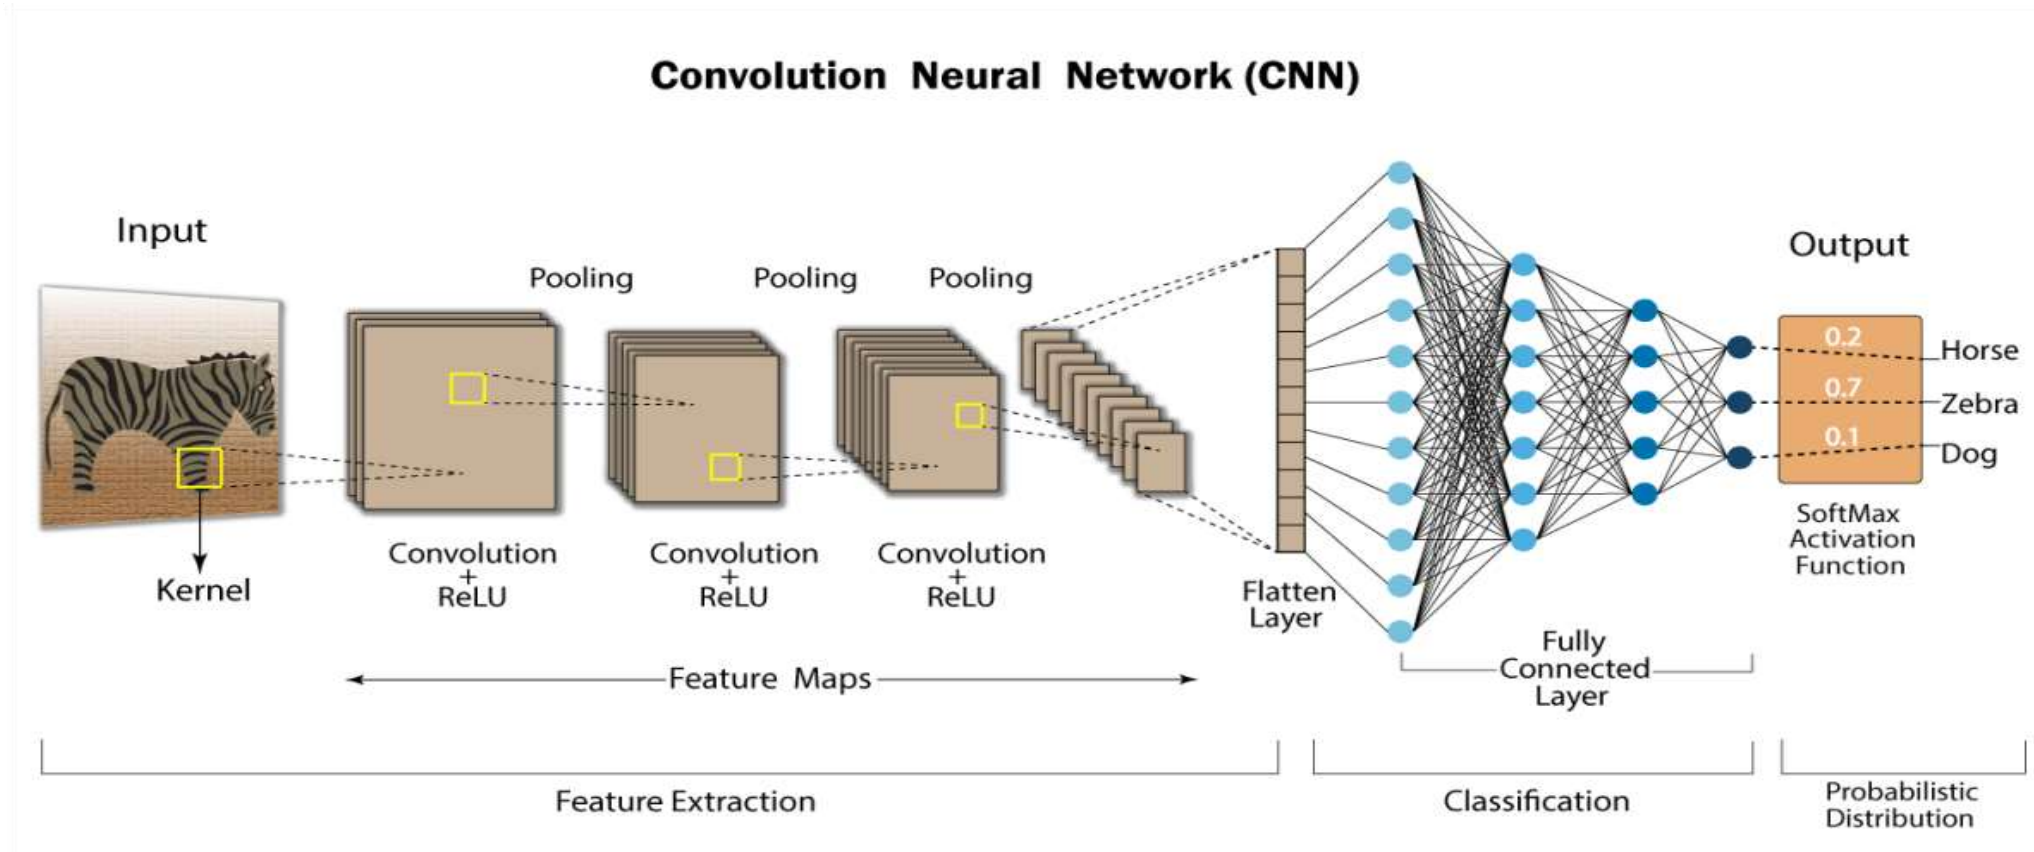 Convolution Neural Network (CNN)
Input
Pooling
Pooling
Pooling
Output
0.2
Horse
0.7
Zebra
0.1
Dog
Kernel
Convolution
+
ReLU
Convolution
+
ReLU
Convolution
+
ReLU
Flatten
Layer
SoftMax
Activation
Function
Fully
Connected
Layer
Feature Maps
Feature Extraction
Classification
Probabilistic
Distribution